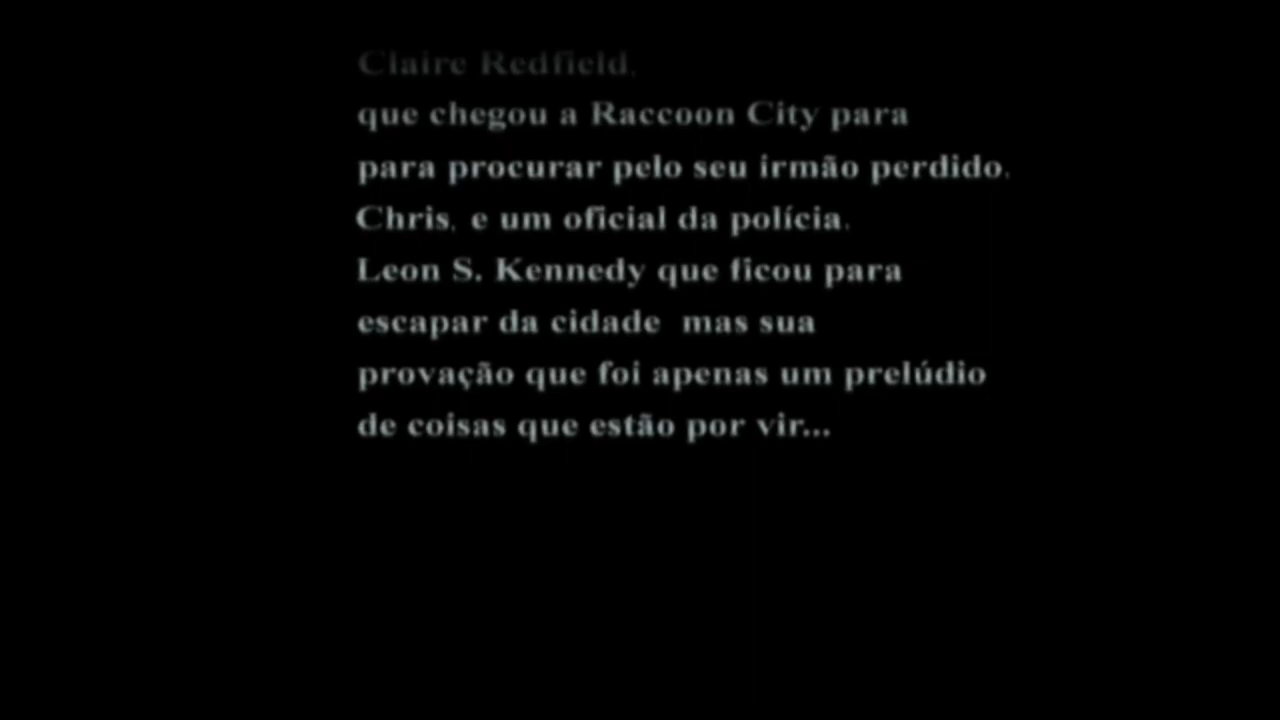 Claire Redfield,
que chegou a Raccoon City para
para procurar pelo seu irmão perdido,
Chris, e um oficial da polícia,
Leon S. Kennedy que ficou para
escapar da cidade  mas sua
provação que foi apenas um prelúdio
de coisas que estão por vir...